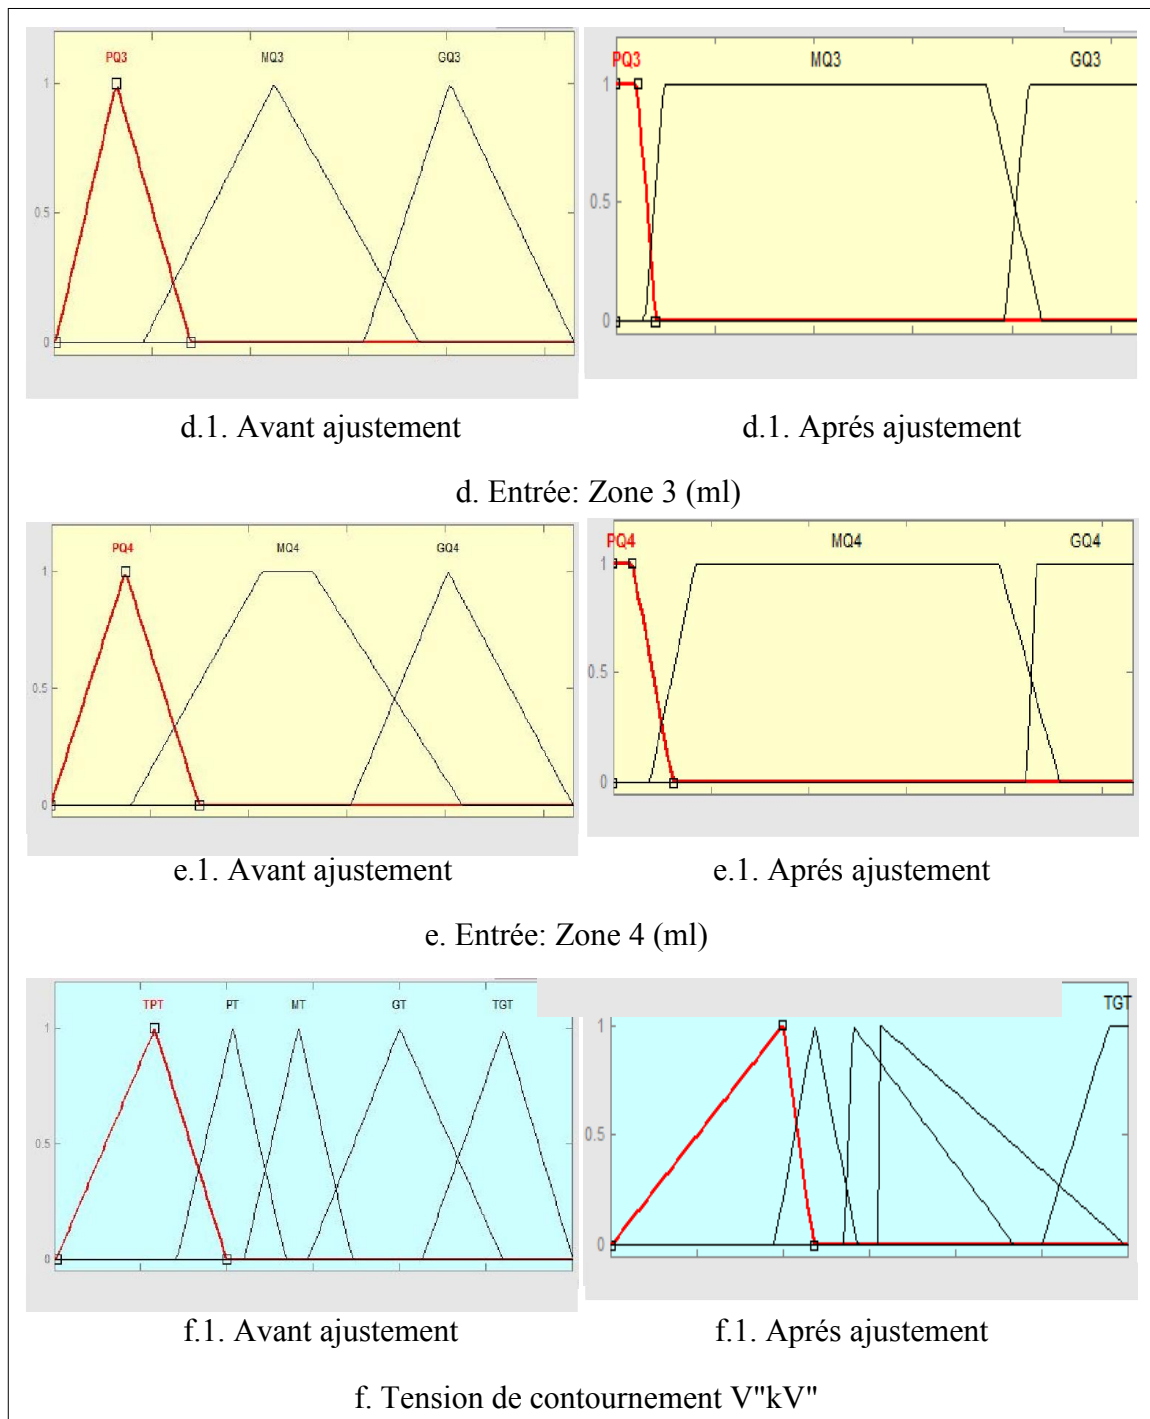 PQ3 MQ3 GQ3
1
0.5
0
PQ3 MQ3 GQ3
1
0.5
0
d.1. Avant ajustement
d.1. Aprés ajustement
d. Entrée: Zone 3 (ml)
PQ4 MQ4 GQ4
1
0.5
0
PQ4 MQ4 GQ4
1
0.5
0
e.1. Avant ajustement
e.1. Aprés ajustement
e. Entrée: Zone 4 (ml)
TPT PT MT GT TGT
1
0.5
0
TGT
1
0.5
0
f.1. Avant ajustement
f.1. Aprés ajustement
f. Tension de contournement V"kV"